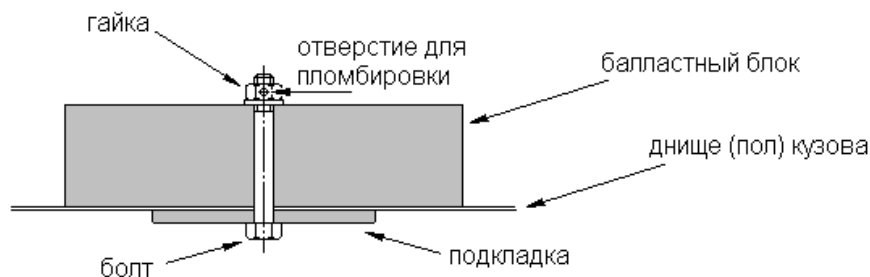 гайка
отверстие для
пломбировки
балластный блок
днище (пол) кузова
подкладка
болт